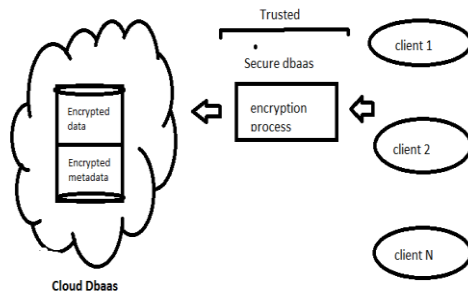 Trusted
client 1
Secure dbaas
Encrypted
data
encryption
process
Encrypted
metadata
client 2
client N
Cloud Dbaas